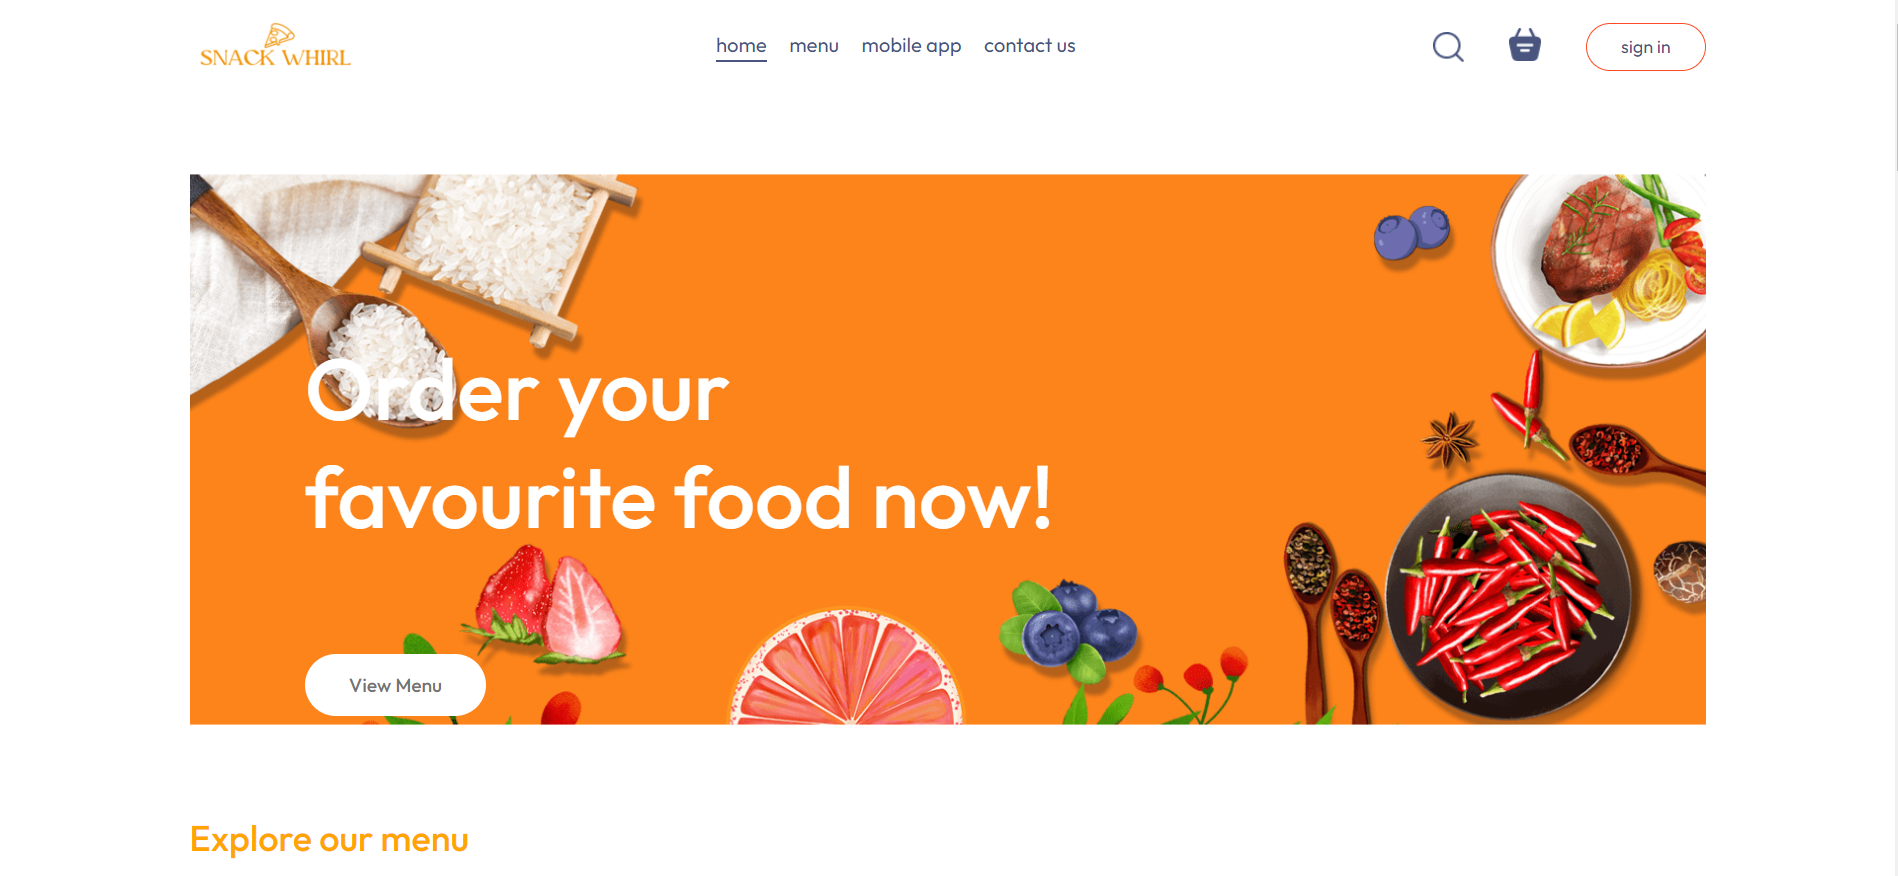 SNACK WHIRL
home menu mobile app contact us
sign in
Order your
favourite food now!
View Menu
Explore our menu